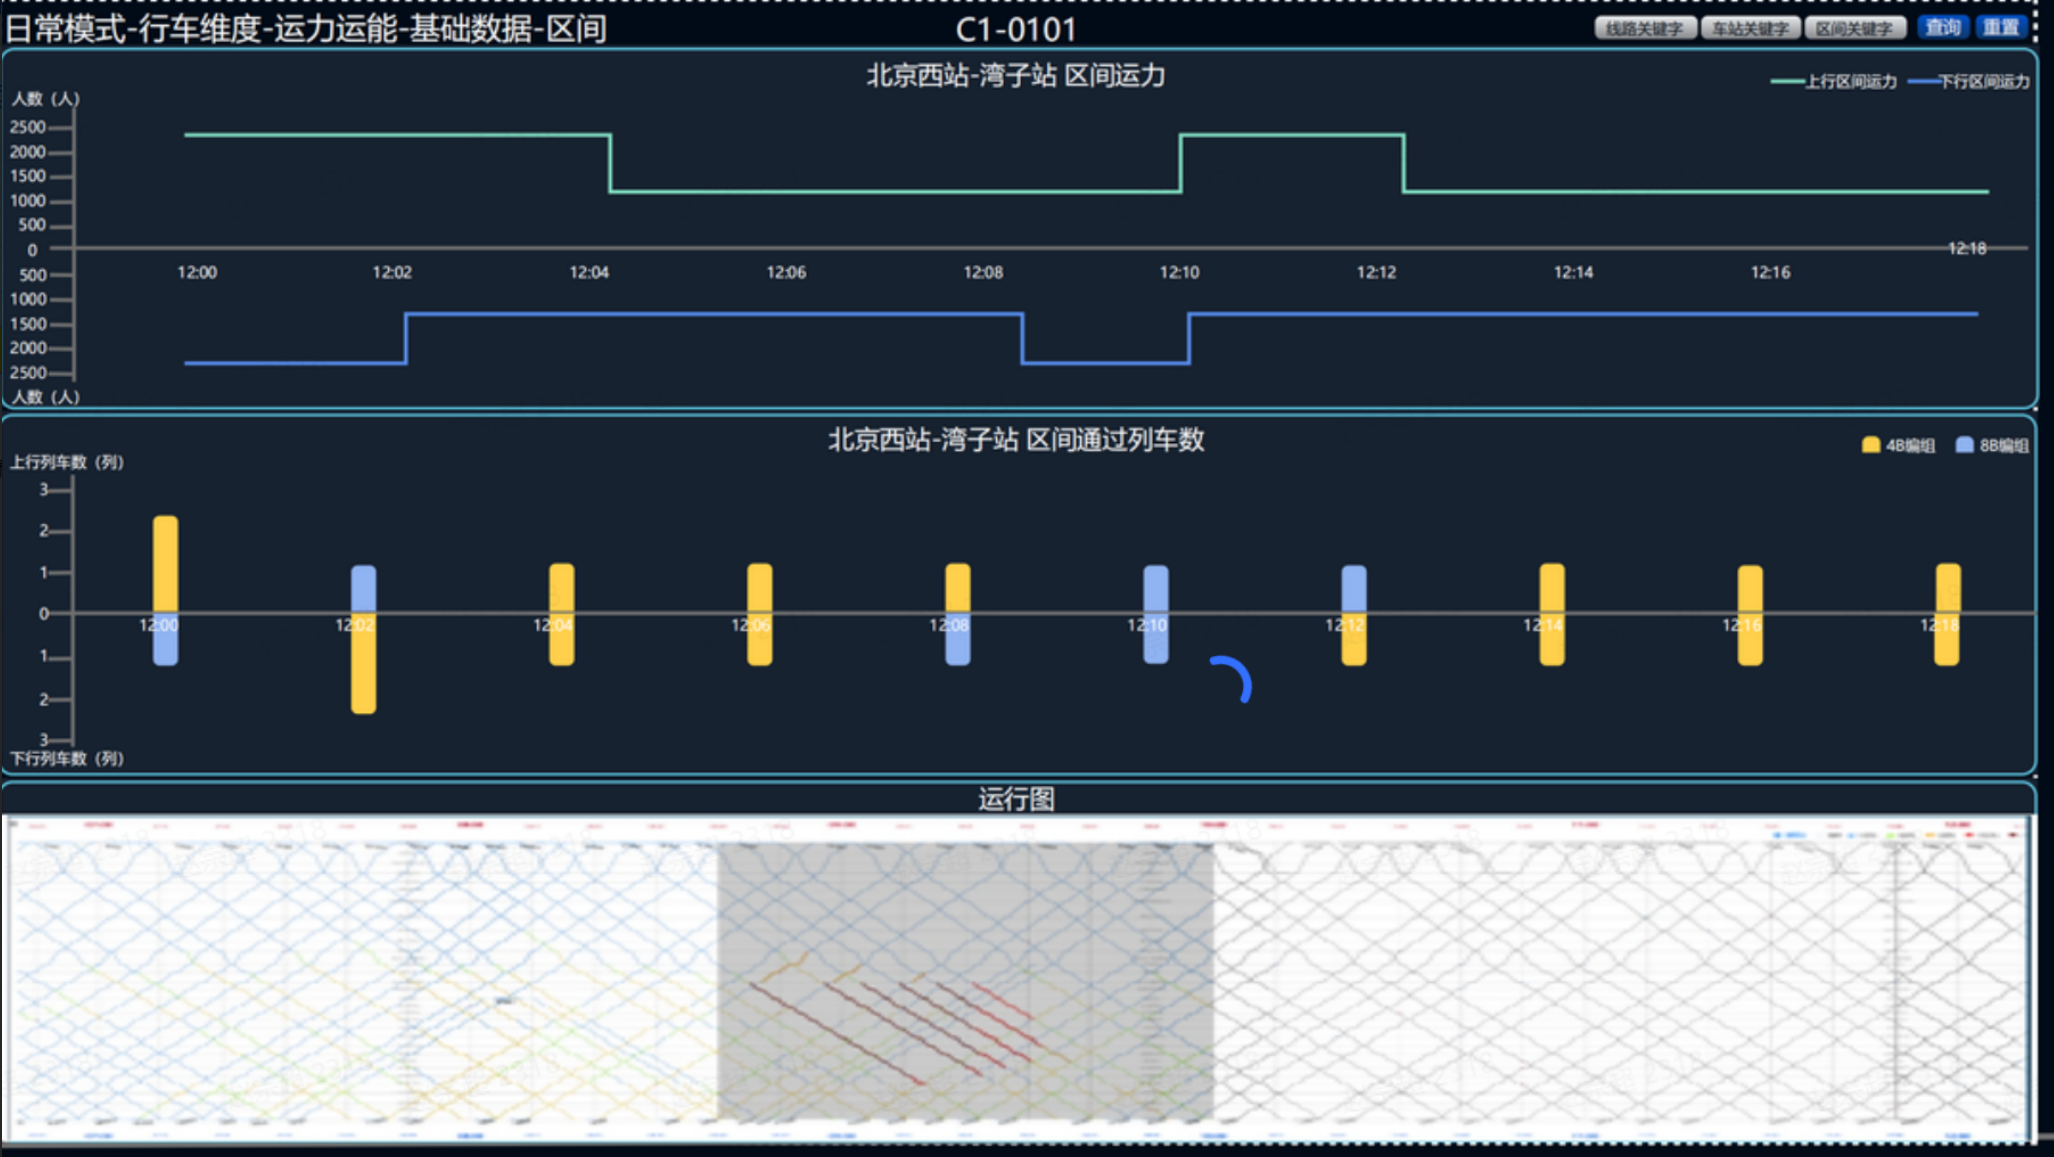 日常模式-行车维度-运力运能-基础数据-区间
C1-0101
线路关键字 车站关键字 区间关键字 查询 重置
北京西站-湾子站 区间运力
上行区间运力 下行区间运力
人数（人）
2500
2000
1500
1000
500
0
12:18
12:00 12:02 12:04 12:06 12:08 12:10 12:12 12:14 12:16
500
1000
1500
2000
2500
人数（人）
北京西站-湾子站 区间通过列车数
4B编组 8B编组
上行列车数（列）
3
2
1
0
12:00 12:02 12:04 12:06 12:08 12:10 12:12 12:14 12:16 12:18
1
2
3
下行列车数（列）
运行图